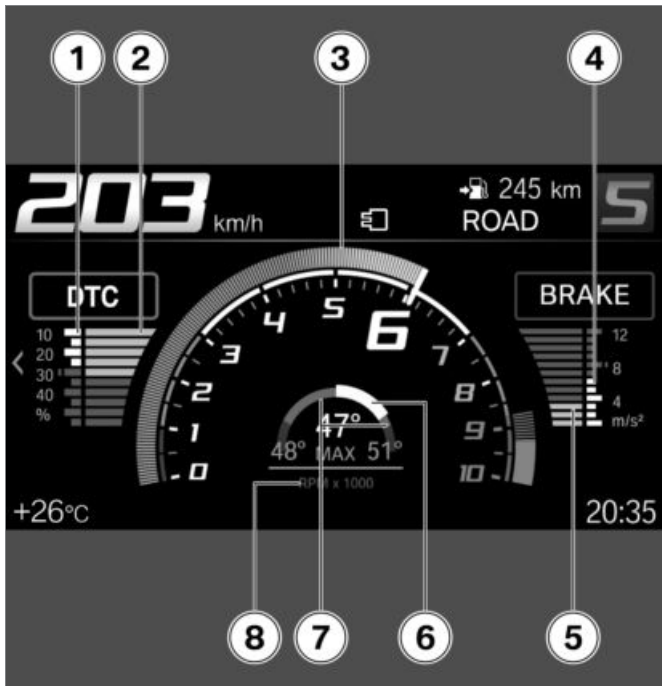 1 2 3 4
203 km/h
245 km
ROAD
5
DTC
BRAKE
10
20
30
40
%
0 1 2 3 4 5 6 7 8 9 10
12
8
4
m/s²
47°
48° MAX 51°
RPM x 1000
+26°C
20:35
8 7 6 5